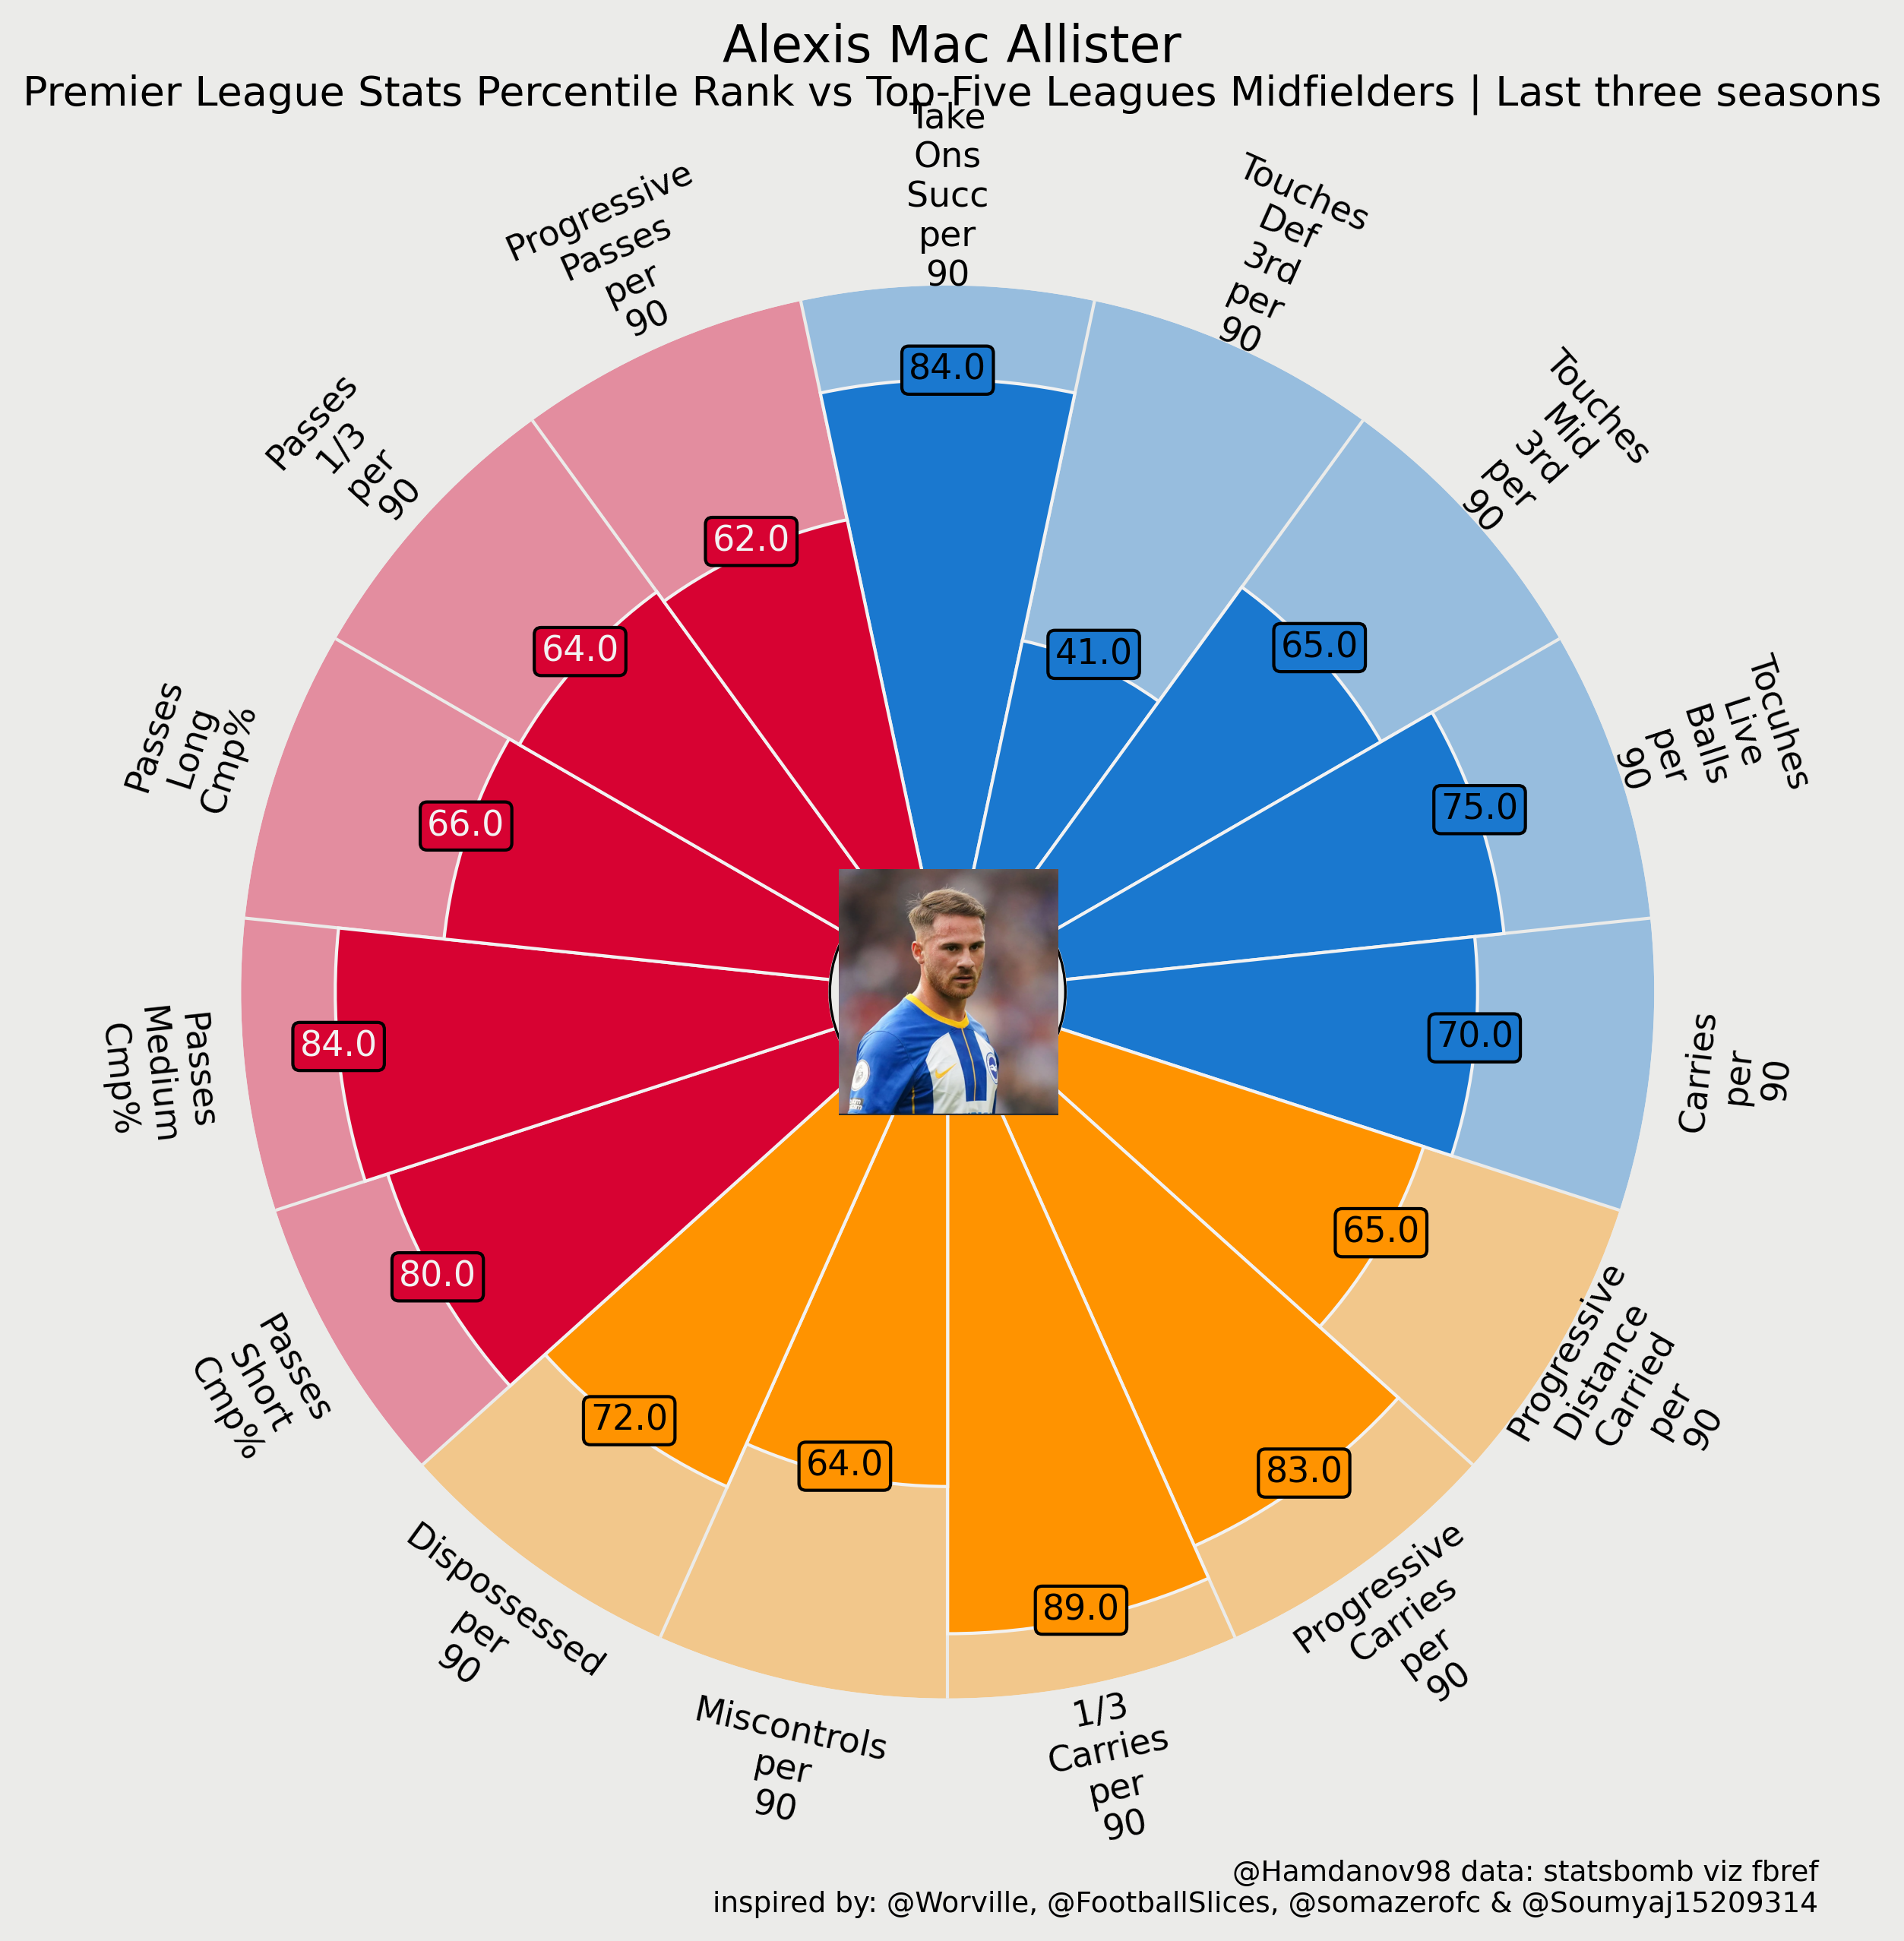 Alexis Mac Allister
Premier League Stats Percentile Rank vs Top-Five Leagues Midfielders | Last three seasons
Take
Ons
Succ
per
90
84.0
Touches
Def
3rd
per
90
41.0
Touches
Mid
3rd
per
90
65.0
Tocuhes
Live
Balls
per
90
75.0
Carries
per
90
70.0
Progressive
Distance
Carried
per
90
65.0
Progressive
Carries
per
90
83.0
1/3
Carries
per
90
89.0
Miscontrols
per
90
64.0
Dispossessed
per
90
72.0
Passes
Short
Cmp%
80.0
Passes
Medium
Cmp%
84.0
Passes
Long
Cmp%
66.0
Passes
1/3
per
90
64.0
Progressive
Passes
per
90
62.0
@Hamdanov98 data: statsbomb viz fbref
inspired by: @Worville, @FootballSlices, @somazerofc & @Soumyaj15209314